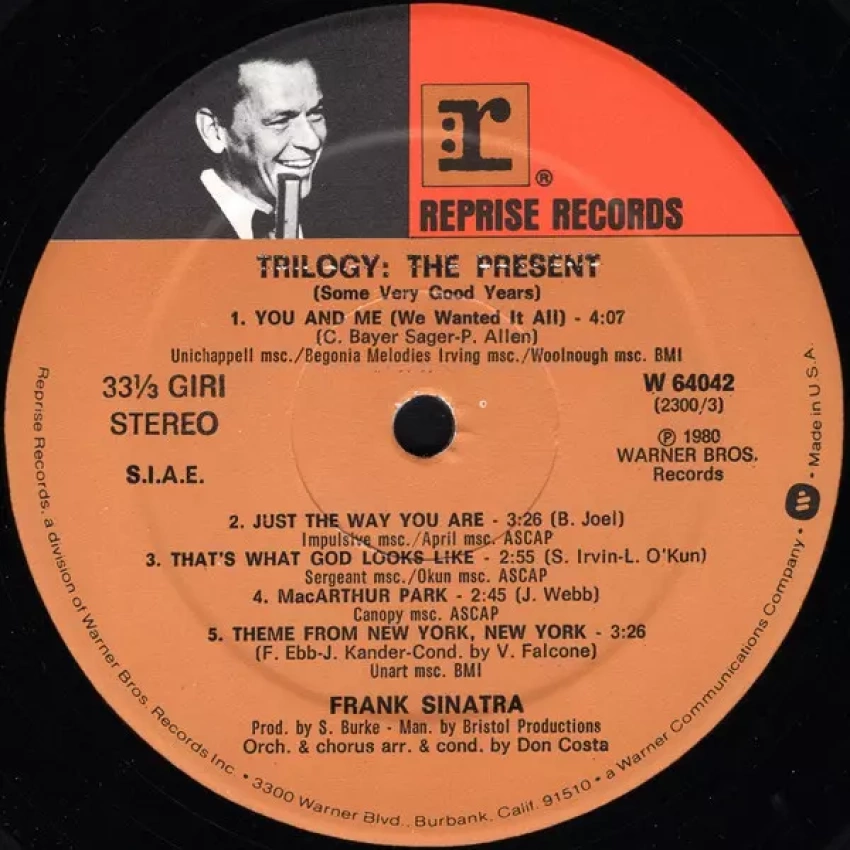 r ®
REPRISE RECORDS
TRILOGY: THE PRESENT
(Some Very Good Years)
1. YOU AND ME (We Wanted It All) - 4:07
(C. Bayer Sager-P. Allen)
Unichappell msc./Begonia Melodies Irving msc./Woolnough msc. BMI
33⅓ GIRI
STEREO
S.I.A.E.
W 64042
(2300/3)
℗ 1980
WARNER BROS.
Records
2. JUST THE WAY YOU ARE - 3:26 (B. Joel)
Impulsive msc./April msc. ASCAP
3. THAT'S WHAT GOD LOOKS LIKE - 2:55 (S. Irvin-L. O'Kun)
Sergeant msc./Okun msc. ASCAP
4. MacARTHUR PARK - 2:45 (J. Webb)
Canopy msc. ASCAP
5. THEME FROM NEW YORK, NEW YORK - 3:26
(F. Ebb-J. Kander-Cond. by V. Falcone)
Unart msc. BMI
FRANK SINATRA
Prod. by S. Burke - Man. by Bristol Productions
Orch. & chorus arr. & cond. by Don Costa
Reprise Records, a division of Warner Bros. Records Inc • 3300 Warner Blvd., Burbank, Calif. 91510 • a Warner Communications Company • Made in U.S.A.